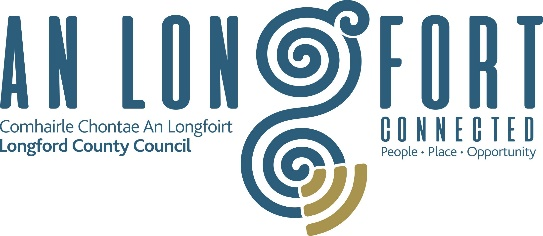 AN LONgFORT
Comhairle Chontae An Longfoirt
Longford County Council
CONNECTED
People • Place • Opportunity